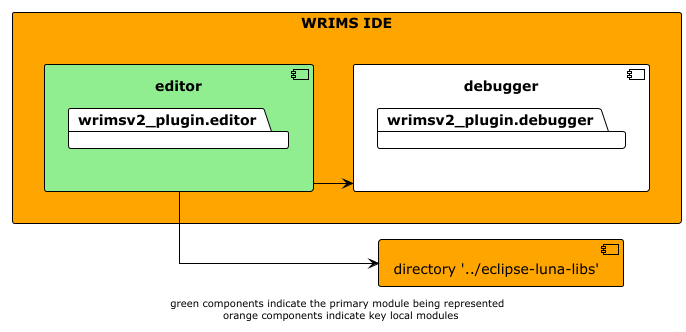 WRIMS IDE
editor
debugger
wrimsv2_plugin.editor
wrimsv2_plugin.debugger
directory '../eclipse-luna-libs'
green components indicate the primary module being represented
orange components indicate key local modules